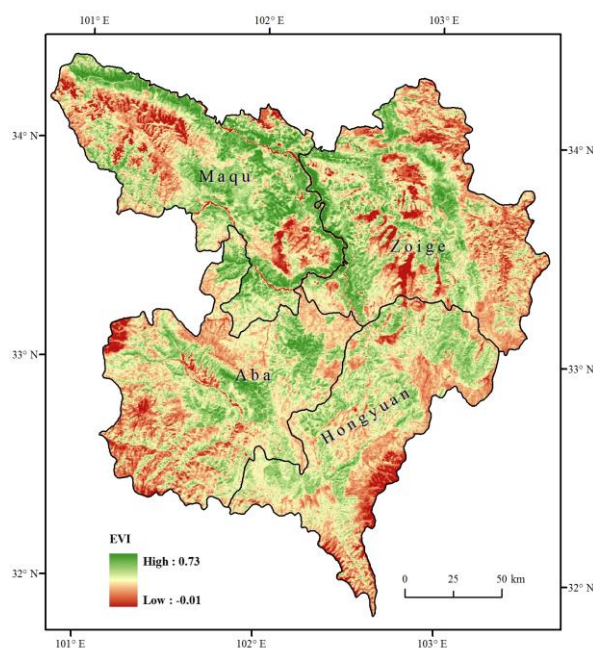 101° E 102° E 103° E
34° N 34° N
Maqu
Zoige
33° N 33° N
Aba
Hongyuan
EVI
High : 0.73
Low : -0.01
0 25 50 km
32° N 32° N
101° E 102° E 103° E